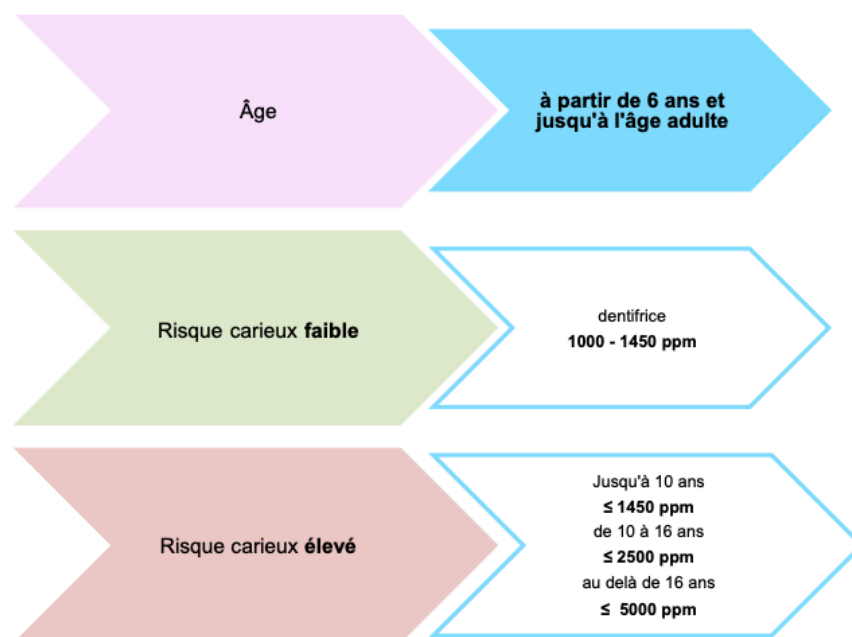 Âge
à partir de 6 ans et
jusqu'à l'âge adulte
Risque carieux faible
dentifrice
1000 - 1450 ppm
Risque carieux élevé
Jusqu'à 10 ans
≤ 1450 ppm
de 10 à 16 ans
≤ 2500 ppm
au delà de 16 ans
≤ 5000 ppm